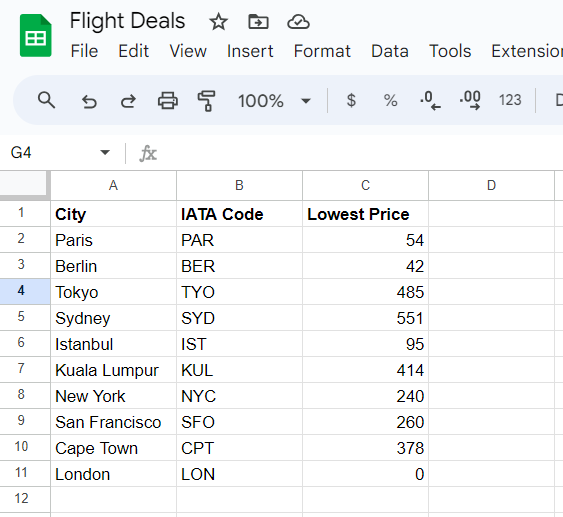 Flight Deals
File Edit View Insert Format Data Tools Extension
100% $ % .0 .00 123
G4 fx
A B C D
1 City IATA Code Lowest Price
2 Paris PAR 54
3 Berlin BER 42
4 Tokyo TYO 485
5 Sydney SYD 551
6 Istanbul IST 95
7 Kuala Lumpur KUL 414
8 New York NYC 240
9 San Francisco SFO 260
10 Cape Town CPT 378
11 London LON 0
12